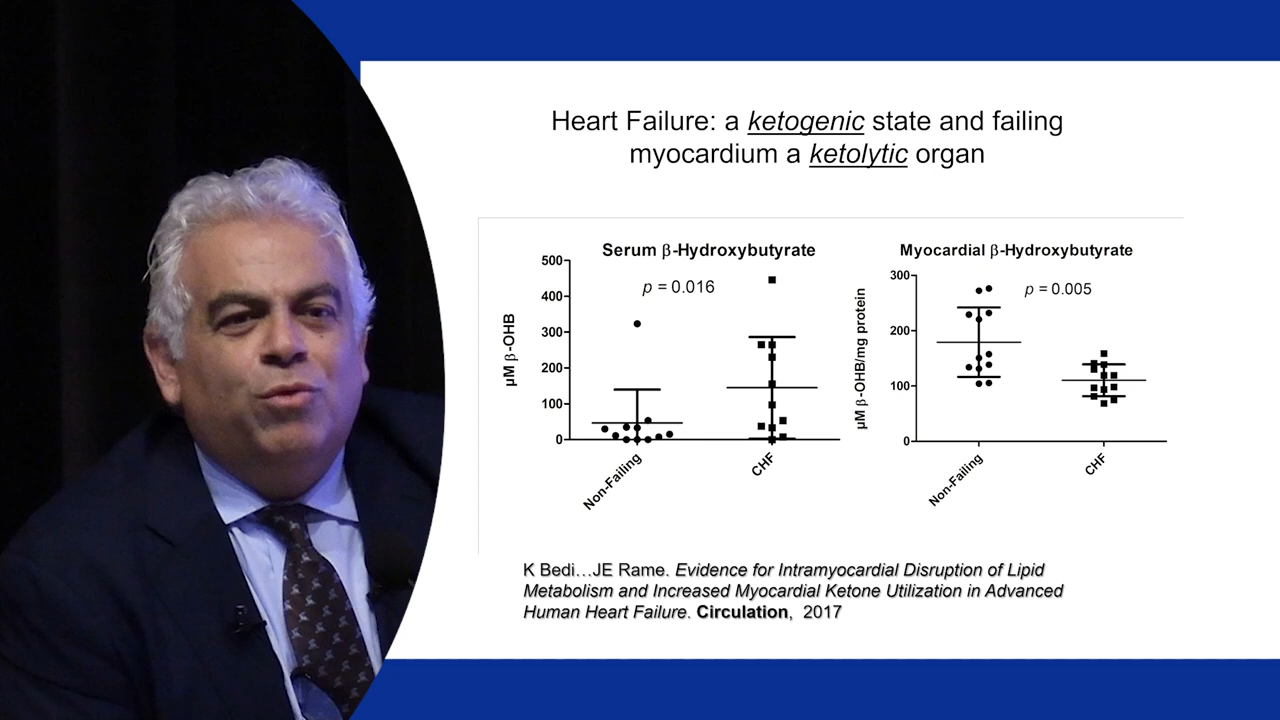 Heart Failure: a ketogenic state and failing
myocardium a ketolytic organ
Serum β-Hydroxybutyrate
p = 0.016
500
400
300
200
100
0
µM β-OHB
Non-Failing
CHF
Myocardial β-Hydroxybutyrate
p = 0.005
300
200
100
0
µM β-OHB/mg protein
Non-Failing
CHF
K Bedi…JE Rame. Evidence for Intramyocardial Disruption of Lipid
Metabolism and Increased Myocardial Ketone Utilization in Advanced
Human Heart Failure. Circulation, 2017